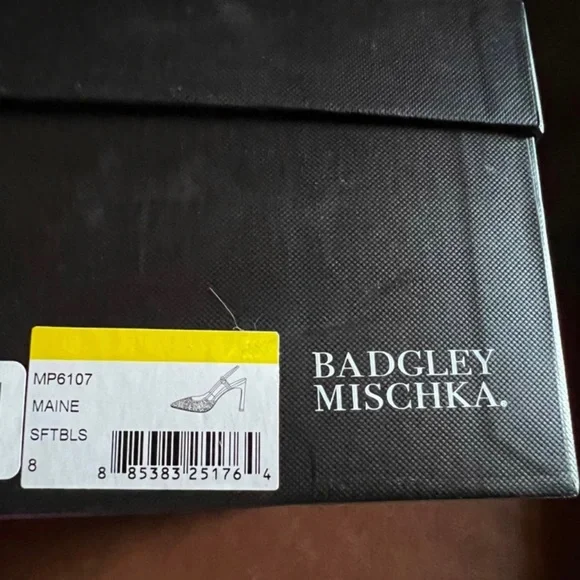 MP6107
MAINE
SFTBLS
8
8 85383 25176 4
BADGLEY
MISCHKA.